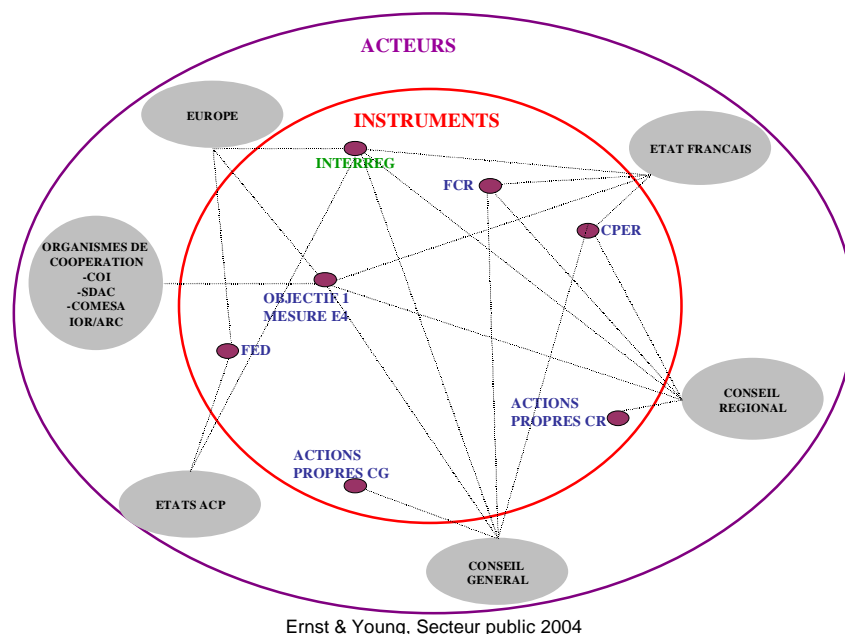 ACTEURS
EUROPE
INSTRUMENTS
ETAT FRANCAIS
INTERREG
FCR
CPER
ORGANISMES DE
COOPERATION
-COI
-SDAC
-COMESA
IOR/ARC
OBJECTIF 1
MESURE E4
FED
CONSEIL
REGIONAL
ACTIONS
PROPRES CR
ACTIONS
PROPRES CG
ETATS ACP
CONSEIL
GENERAL
Ernst & Young, Secteur public 2004